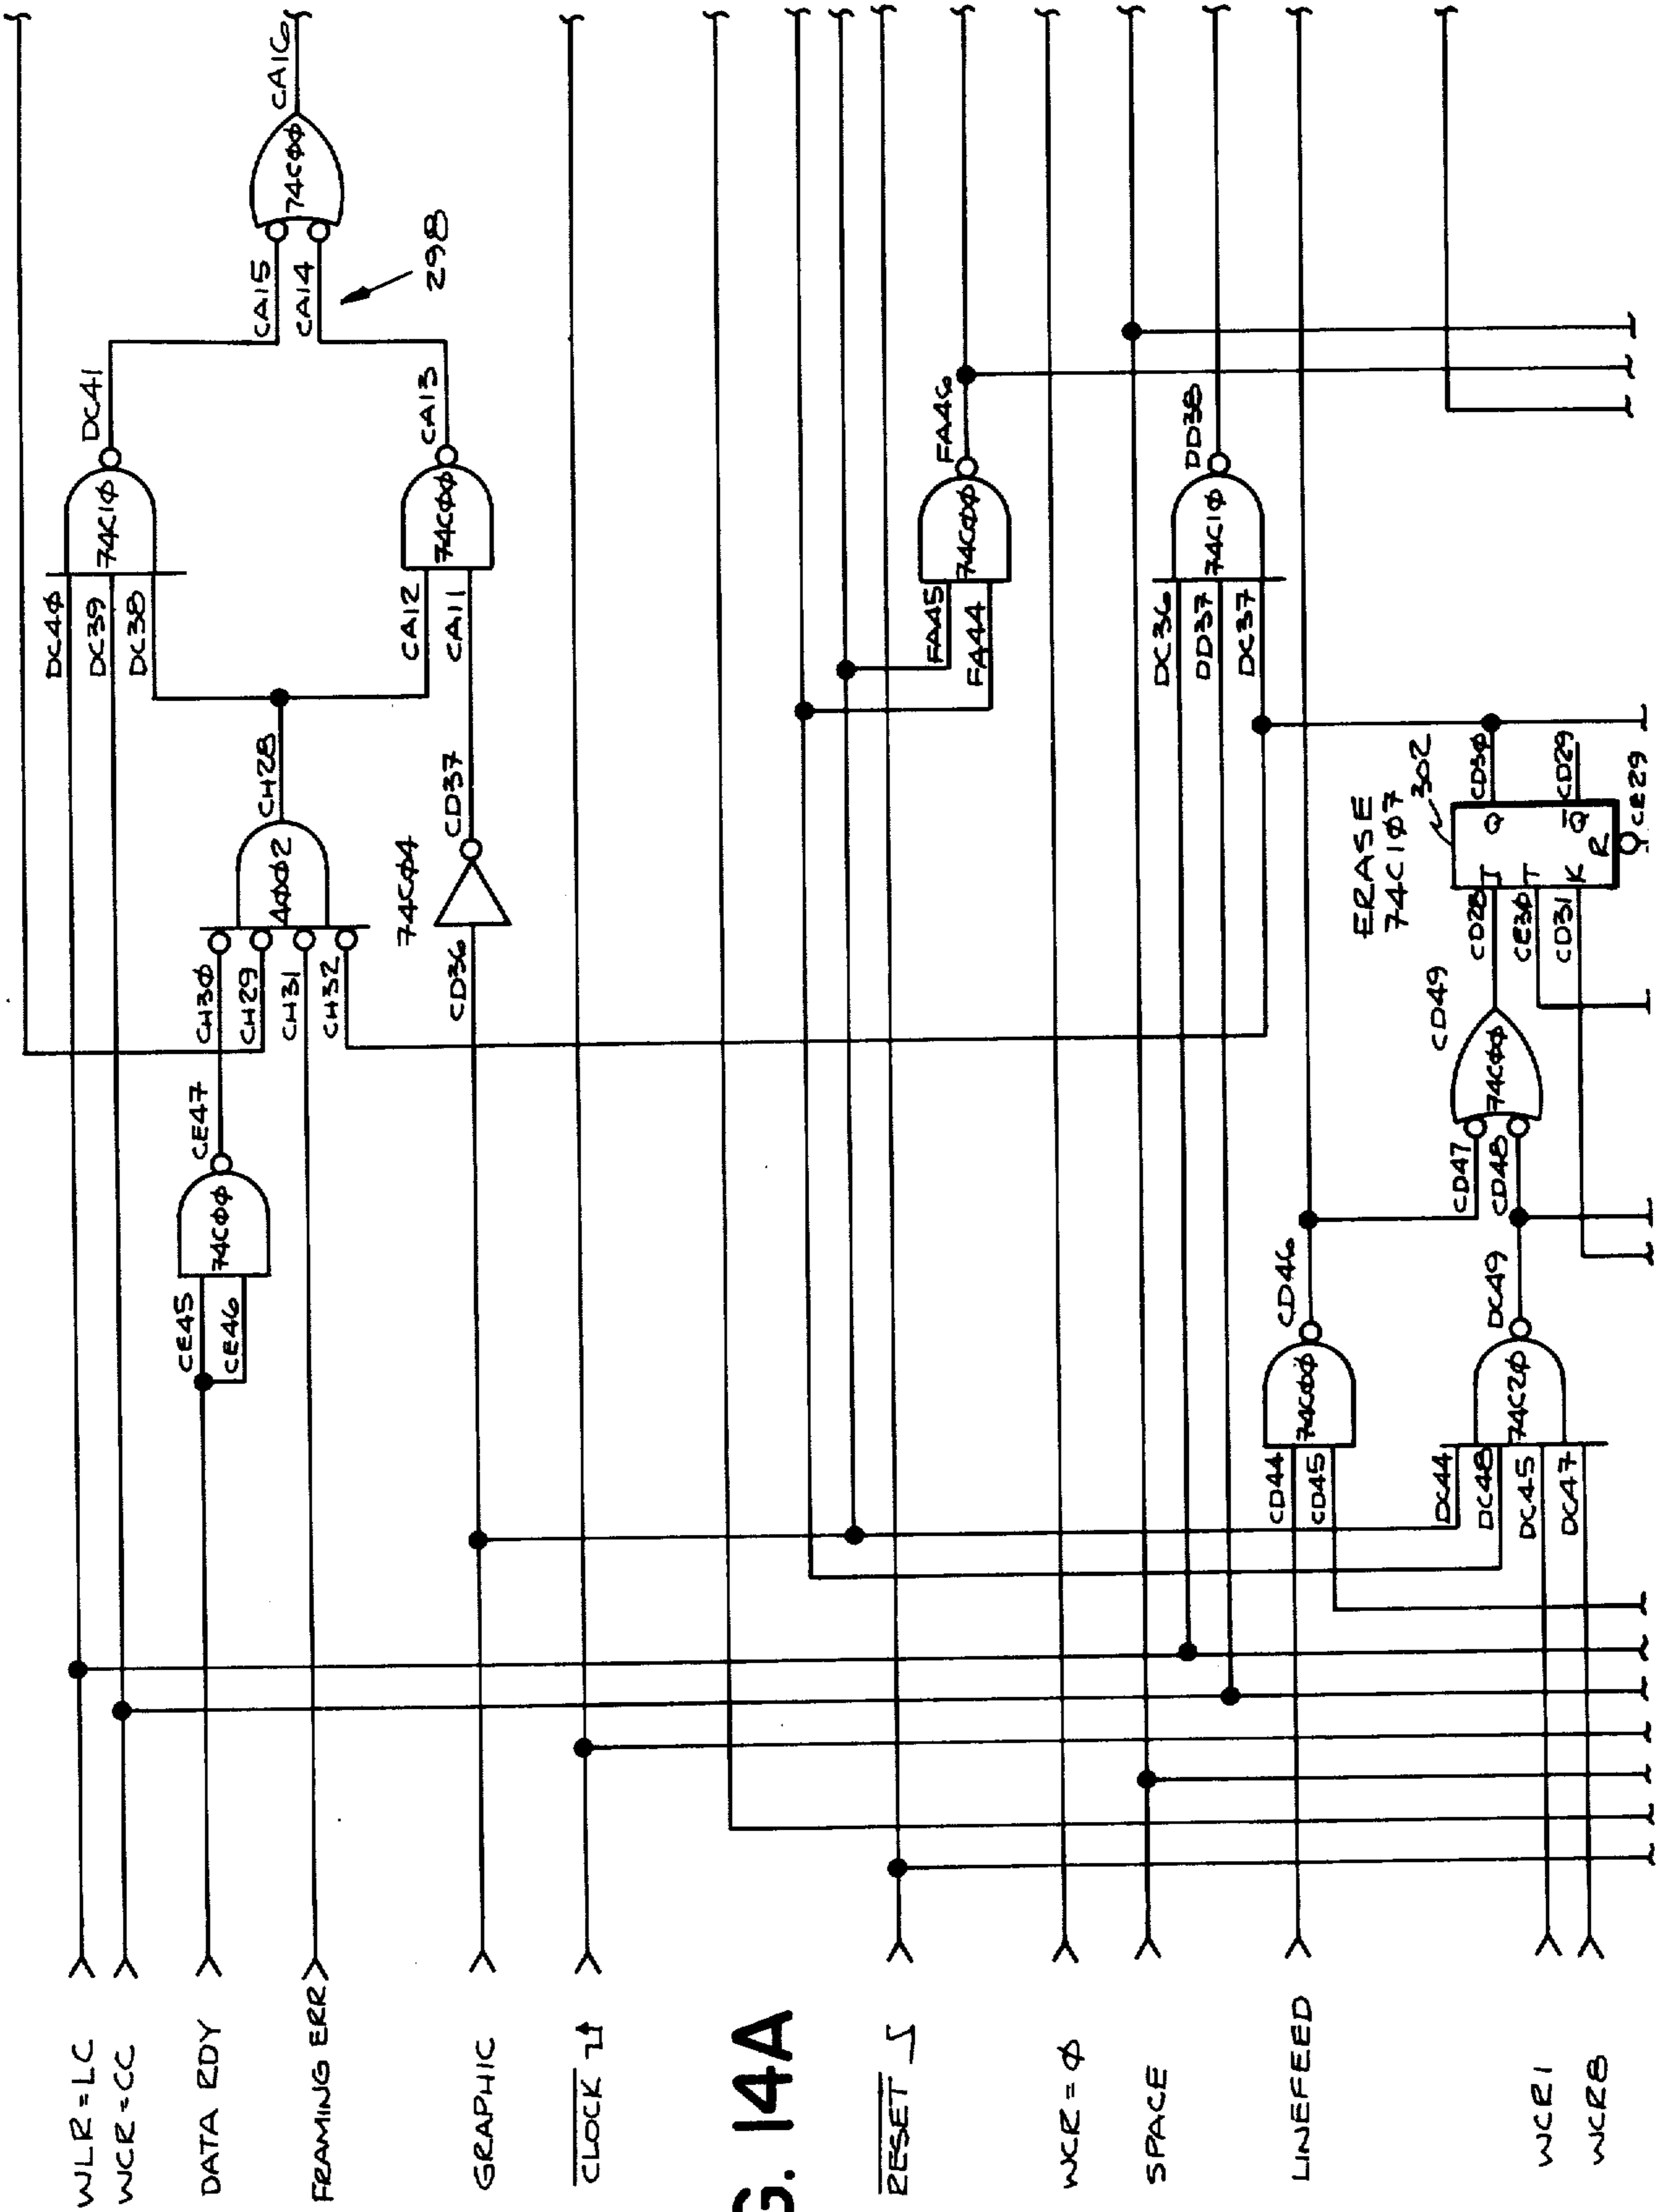 WLR = LC
WCR = CC
DATA RDY
FRAMING ERR
GRAPHIC
CLOCK
G. 14A
RESET
WCR = φ
SPACE
LINEFEED
WCR1
WCR8
CE45
CE46
74Cφφ
CE47
CH3φ
CH29
CH31
CH32
4φφ2
CH28
CD36
74Cφ4
CD37
DC4φ
DC39
DC38
74C1φ
DC41
CA12
CA11
74Cφφ
CA13
CA15
CA14
74Cφφ
CA16
298
FA45
FA44
74Cφφ
FA46
DC36
DD37
DC37
74C1φ
DD38
CD44
CD45
74Cφφ
CD46
DC44
DC48
DC45
DC47
74C2φ
DC49
CD47
CD48
74Cφφ
CD49
ERASE
74C1φ7
302
CD28
CE3φ
CD31
J
T
K
Q
Q̅
R
CD3φ
CD29
CE29